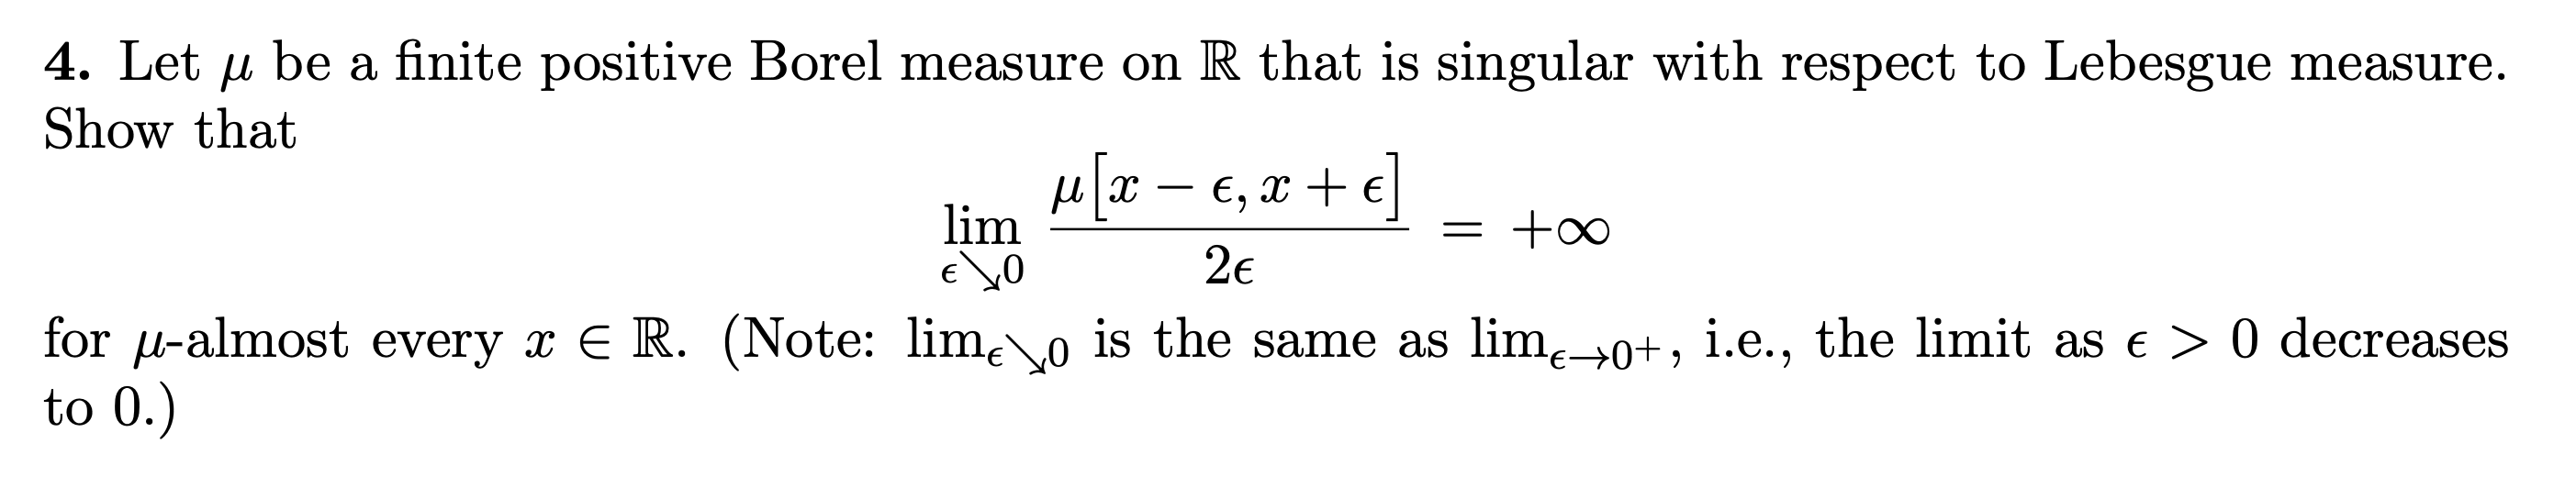 4. Let μ be a finite positive Borel measure on ℝ that is singular with respect to Lebesgue measure.
Show that
lim_{ϵ↘0} μ[x − ϵ, x + ϵ] / 2ϵ = +∞
for μ-almost every x ∈ ℝ. (Note: lim_{ϵ↘0} is the same as lim_{ϵ→0⁺}, i.e., the limit as ϵ > 0 decreases
to 0.)